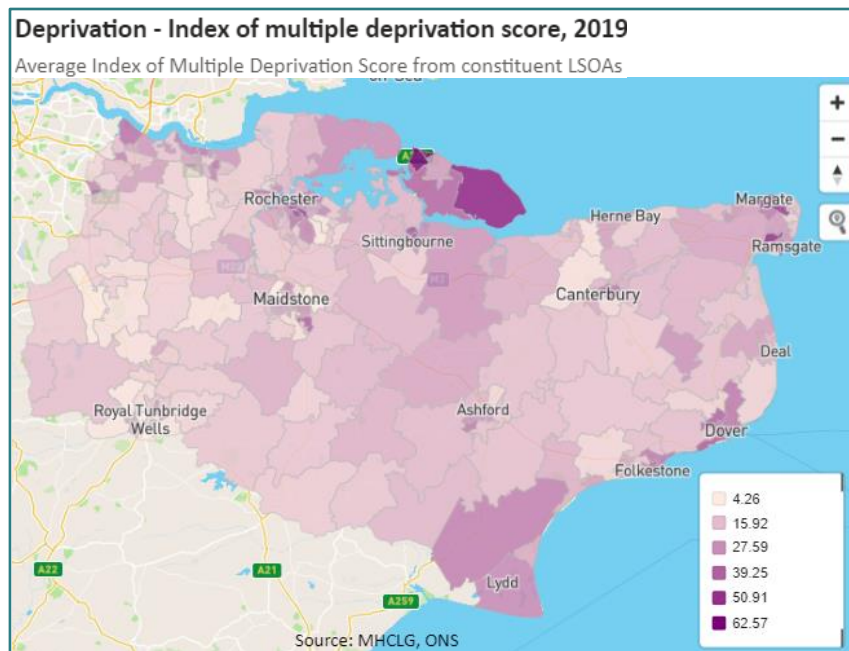 Deprivation - Index of multiple deprivation score, 2019
Average Index of Multiple Deprivation Score from constituent LSOAs
on-Sea
Rochester
Sittingbourne
Herne Bay
Margate
Ramsgate
Maidstone
Canterbury
Deal
Royal Tunbridge
Wells
Ashford
Dover
Folkestone
Lydd
A22
A21
A259
Source: MHCLG, ONS
+
−
4.26
15.92
27.59
39.25
50.91
62.57